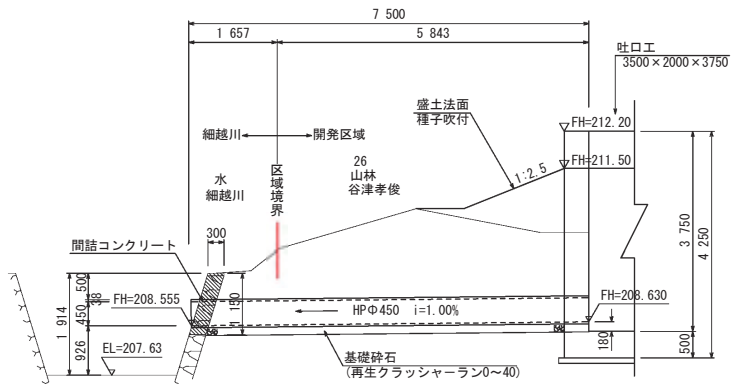 7 500
1 657
5 843
吐口工
3500×2000×3750
盛土法面
種子吹付
FH=212.20
細越川
開発区域
26
山林
谷津孝俊
1:2.5
FH=211.50
水
細越川
区域境界
300
間詰コンクリート
3 750
4 250
500
38
450
926
1 914
FH=208.555
1 150
HPΦ450 i=1.00%
FH=208.630
180
500
EL=207.63
基礎砕石
(再生クラッシャーラン0~40)